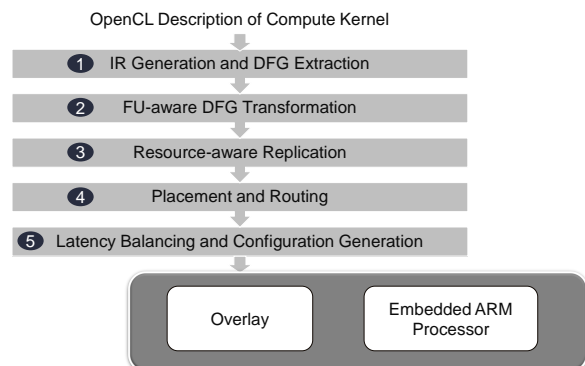 OpenCL Description of Compute Kernel
1 IR Generation and DFG Extraction
2 FU-aware DFG Transformation
3 Resource-aware Replication
4 Placement and Routing
5 Latency Balancing and Configuration Generation
Overlay
Embedded ARM
Processor